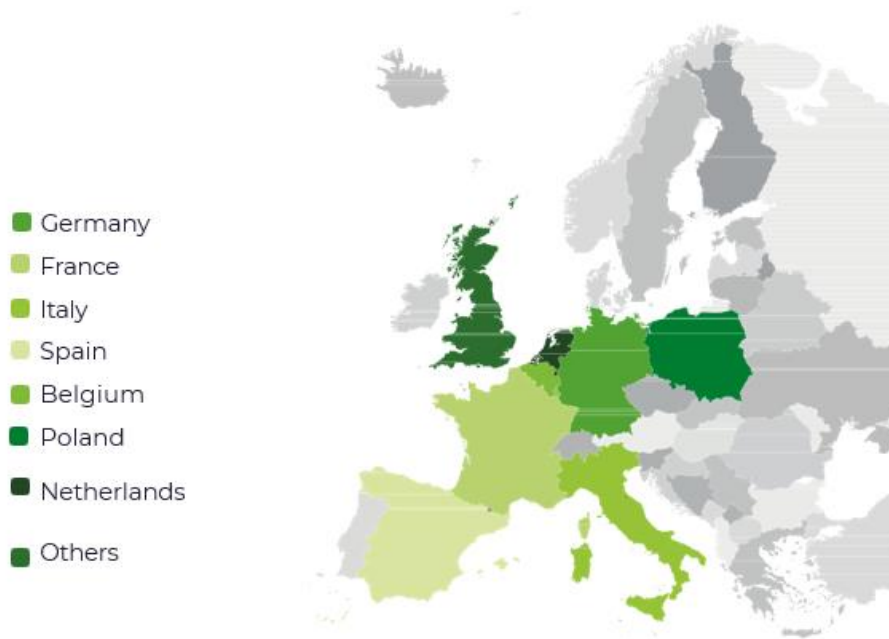 Germany
France
Italy
Spain
Belgium
Poland
Netherlands
Others